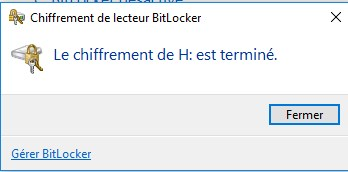 Chiffrement de lecteur BitLocker
Le chiffrement de H: est terminé.
Fermer
Gérer BitLocker